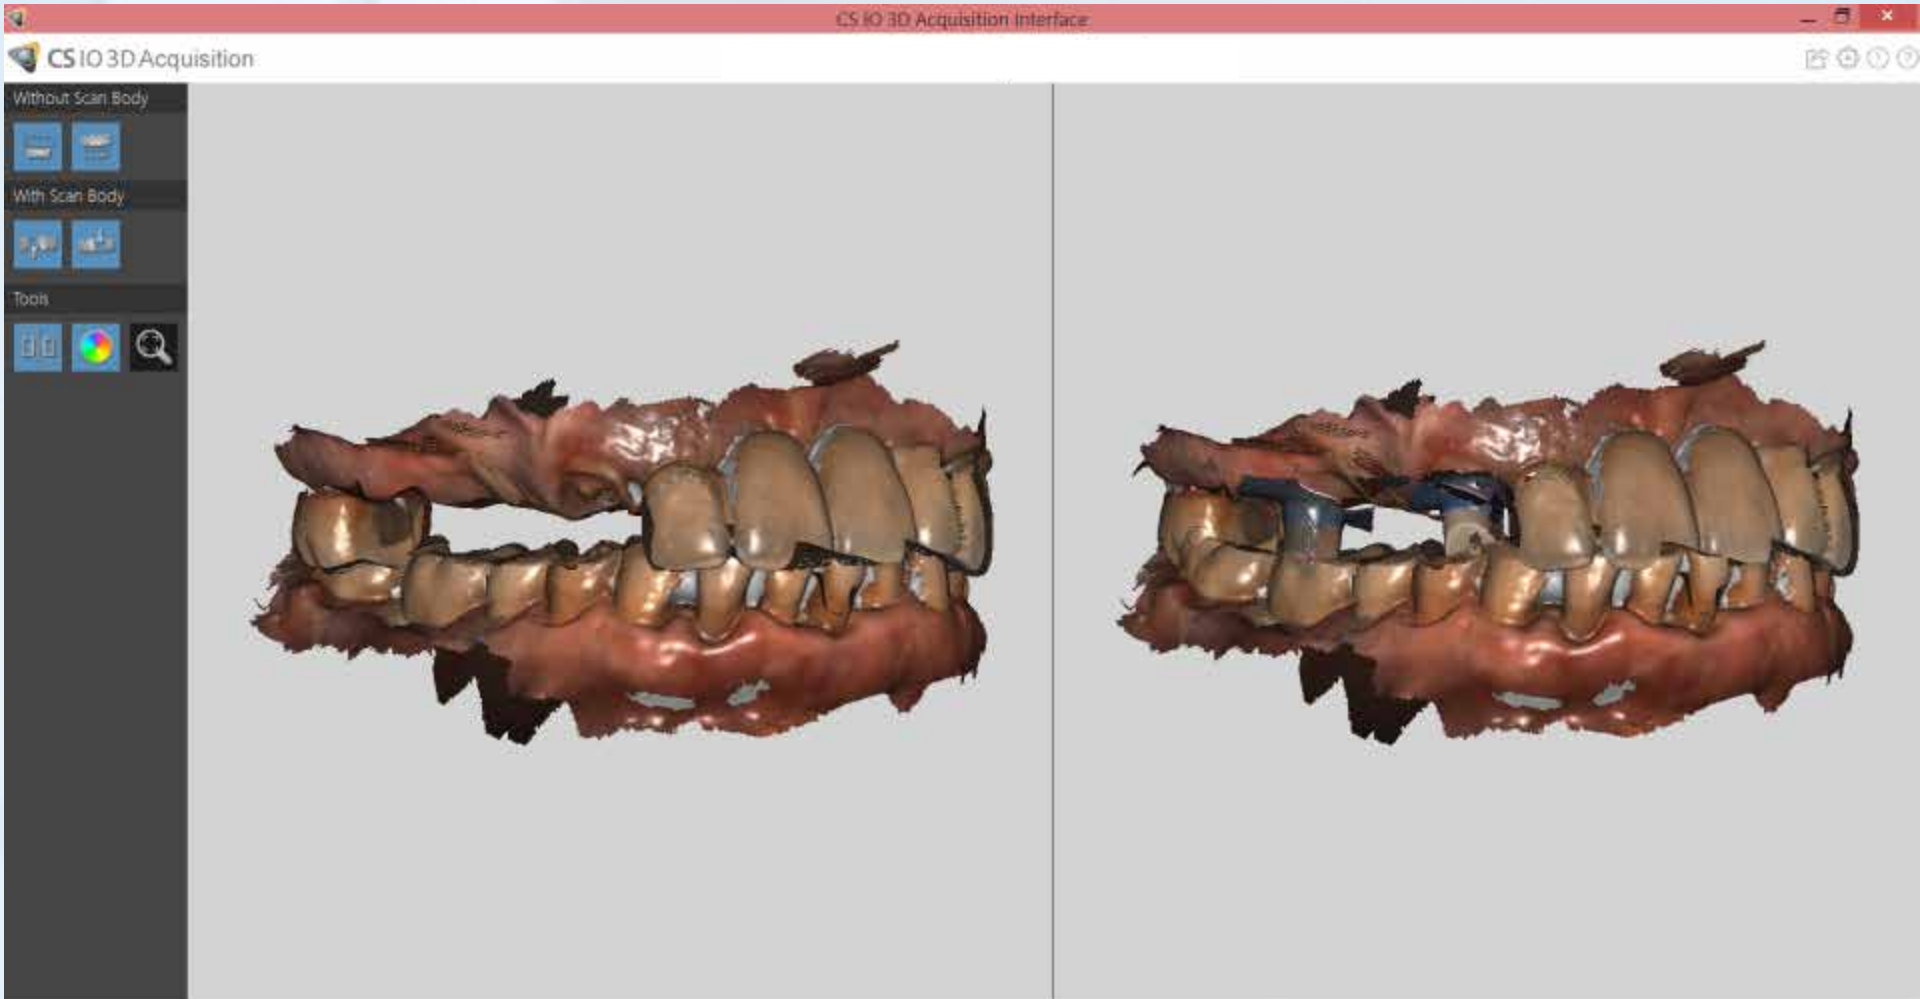 CS IO 3D Acquisition Interface
CS IO 3D Acquisition
Without Scan Body
With Scan Body
Tools